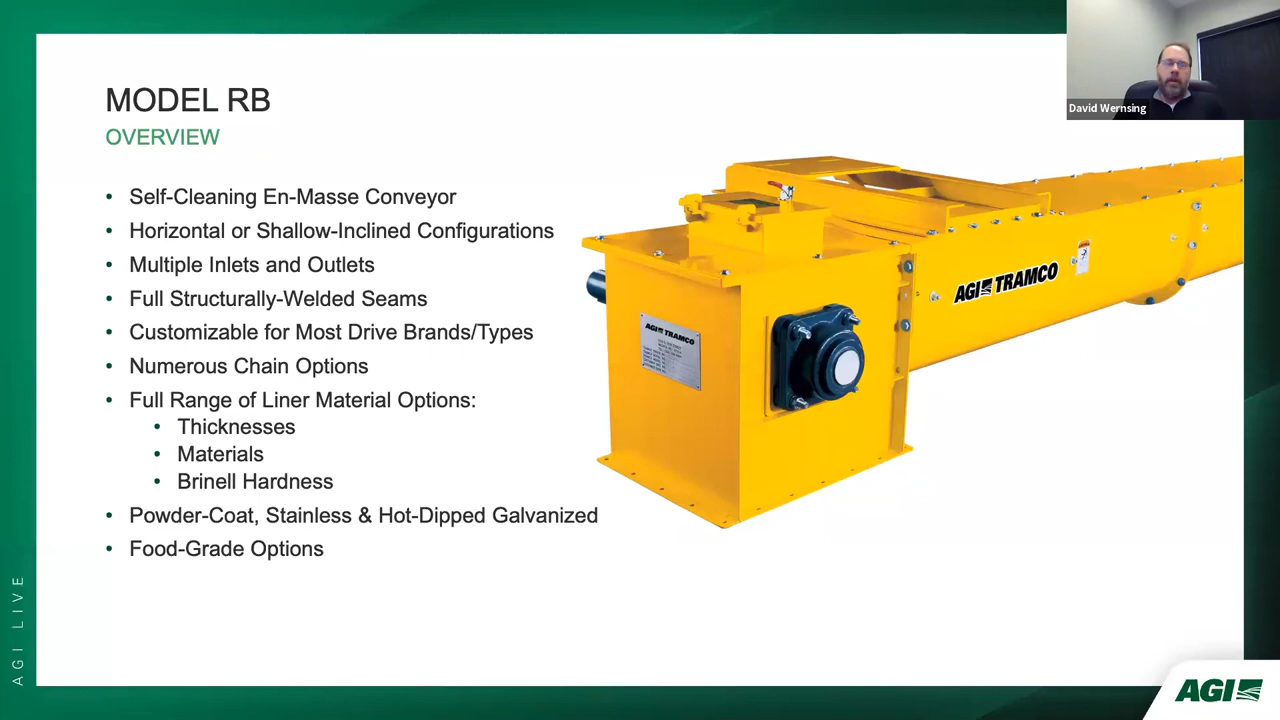 MODEL RB
OVERVIEW
David Wernsing
• Self-Cleaning En-Masse Conveyor
• Horizontal or Shallow-Inclined Configurations
• Multiple Inlets and Outlets
• Full Structurally-Welded Seams
• Customizable for Most Drive Brands/Types
• Numerous Chain Options
• Full Range of Liner Material Options:
• Thicknesses
• Materials
• Brinell Hardness
• Powder-Coat, Stainless & Hot-Dipped Galvanized
• Food-Grade Options
AGI TRAMCO
AGI TRAMCO
AGI LIVE
AGI